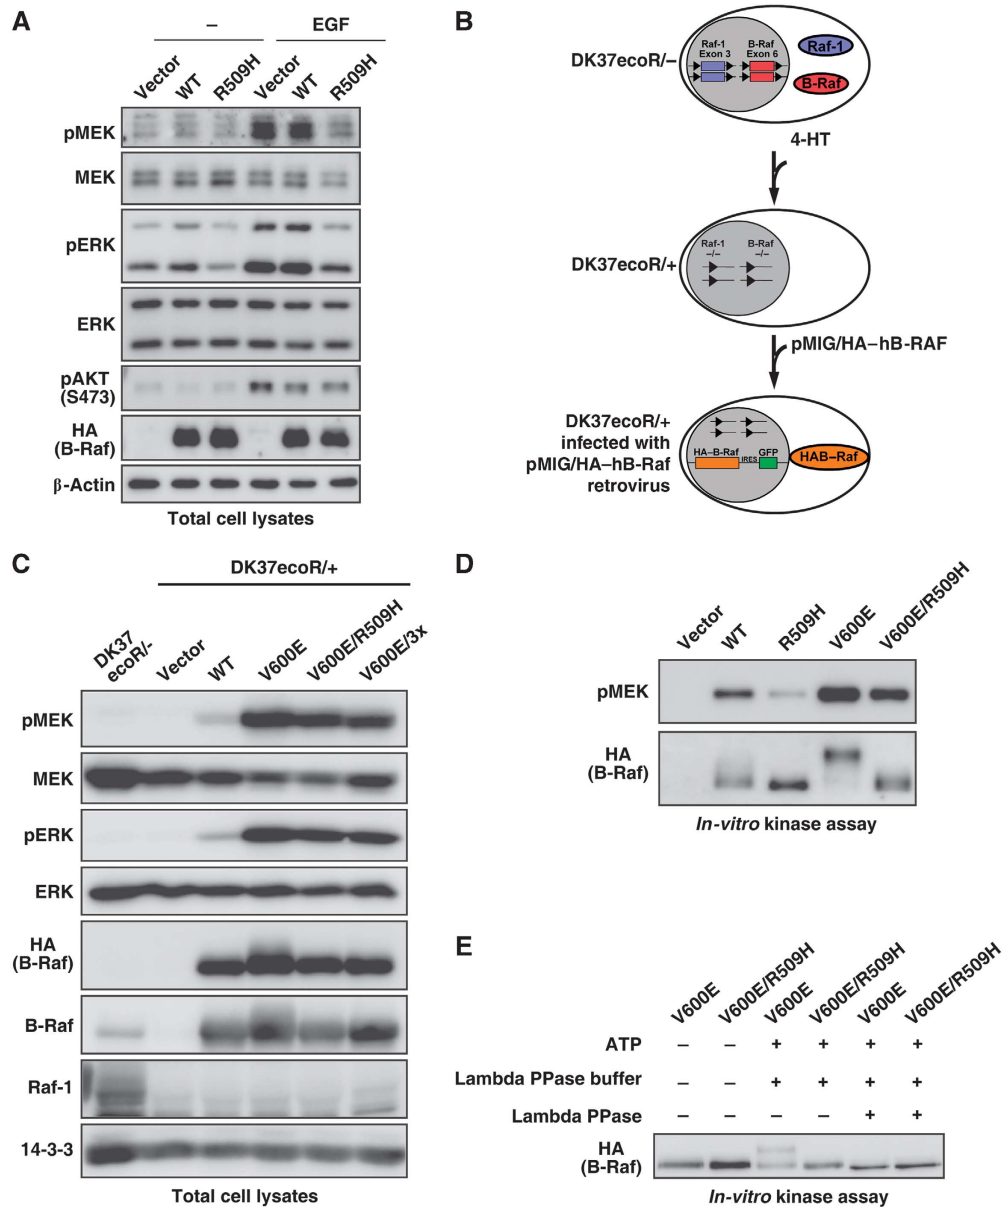 A
– EGF
Vector WT R509H Vector WT R509H
pMEK
MEK
pERK
ERK
pAKT
(S473)
HA
(B-Raf)
β-Actin
Total cell lysates
B
DK37ecoR/–
Raf-1
Exon 3
B-Raf
Exon 6
Raf-1
B-Raf
4-HT
DK37ecoR/+
Raf-1
–/–
B-Raf
–/–
pMIG/HA–hB-RAF
DK37ecoR/+
infected with
pMIG/HA–hB-Raf
retrovirus
HA–B-Raf IRES GFP
HAB–Raf
C
DK37ecoR/+
DK37
ecoR/-
Vector WT V600E V600E/R509H V600E/3x
pMEK
MEK
pERK
ERK
HA
(B-Raf)
B-Raf
Raf-1
14-3-3
Total cell lysates
D
Vector WT R509H V600E V600E/R509H
pMEK
HA
(B-Raf)
In-vitro kinase assay
E
V600E V600E/R509H V600E V600E/R509H V600E V600E/R509H
ATP – – + + + +
Lambda PPase buffer – – + + + +
Lambda PPase – – – – + +
HA
(B-Raf)
In-vitro kinase assay